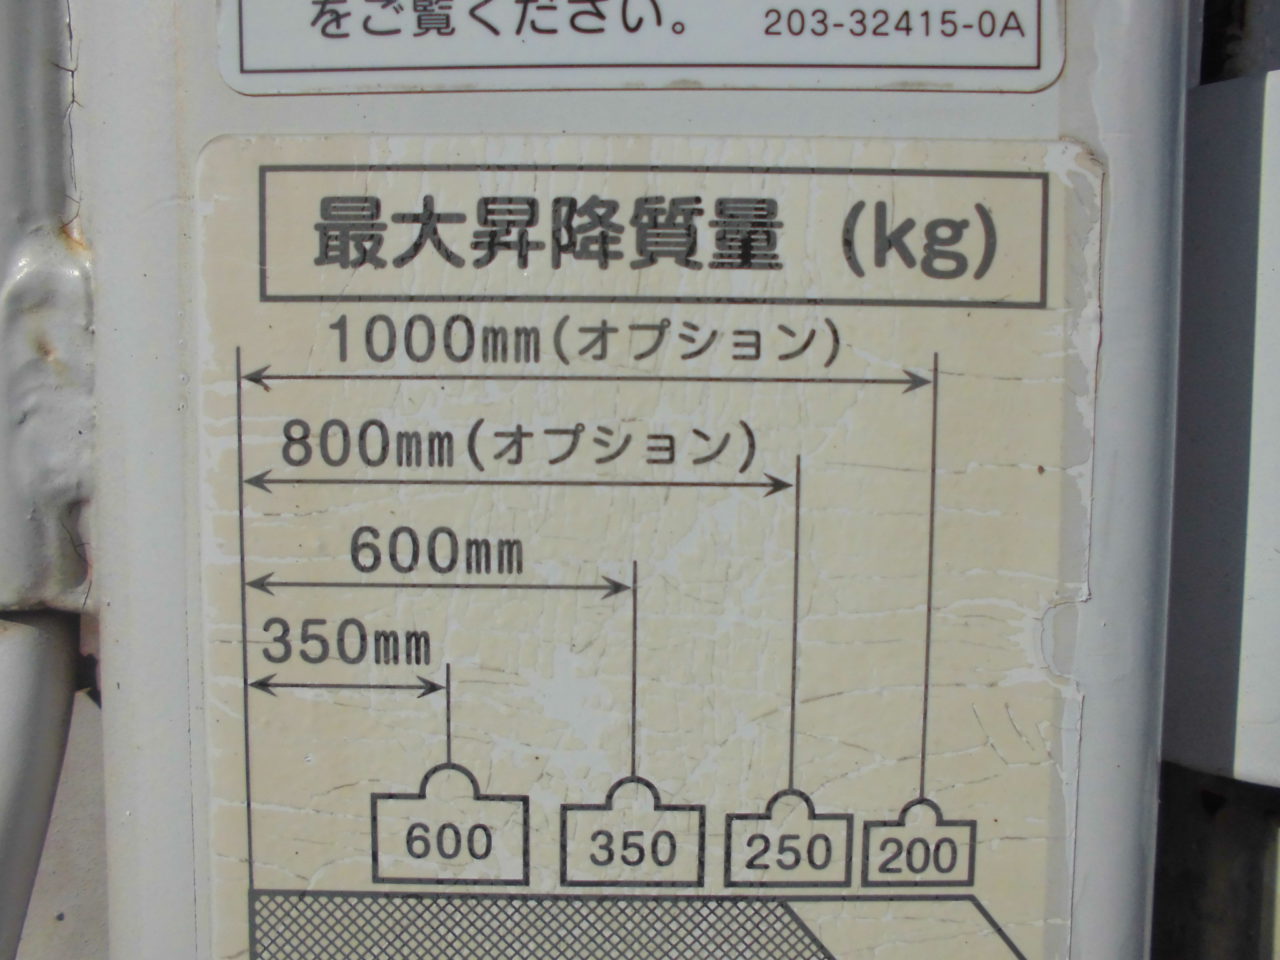 をご覧ください。 203-32415-0A
最大昇降質量 (kg)
1000mm(オプション)
800mm(オプション)
600mm
350mm
600 350 250 200